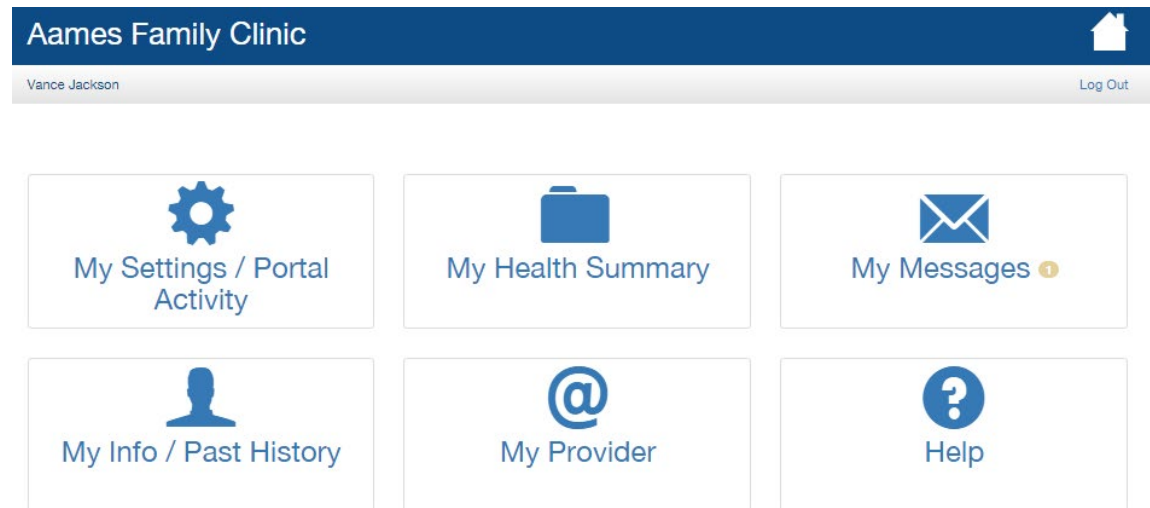 Aames Family Clinic
Vance Jackson
Log Out
My Settings / Portal
Activity
My Health Summary
My Messages 1
My Info / Past History
@
My Provider
?
Help